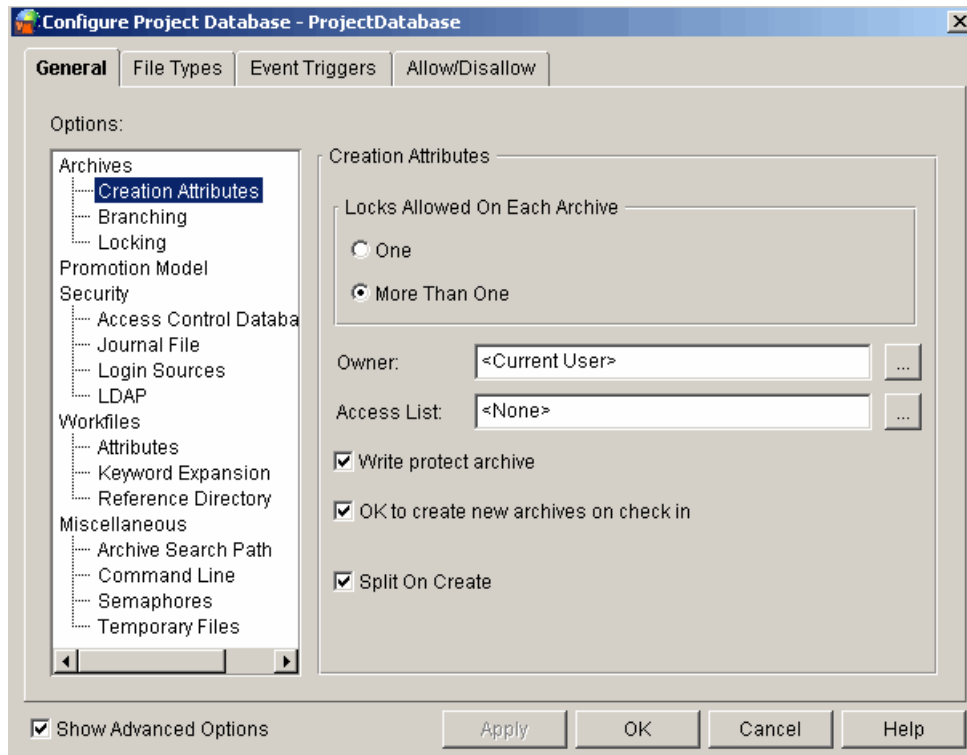 Configure Project Database - ProjectDatabase
General
File Types
Event Triggers
Allow/Disallow
Options:
Archives
Creation Attributes
Branching
Locking
Promotion Model
Security
Access Control Databa
Journal File
Login Sources
LDAP
Workfiles
Attributes
Keyword Expansion
Reference Directory
Miscellaneous
Archive Search Path
Command Line
Semaphores
Temporary Files
Creation Attributes
Locks Allowed On Each Archive
One
More Than One
Owner: <Current User> ...
Access List: <None> ...
Write protect archive
OK to create new archives on check in
Split On Create
Show Advanced Options
Apply
OK
Cancel
Help